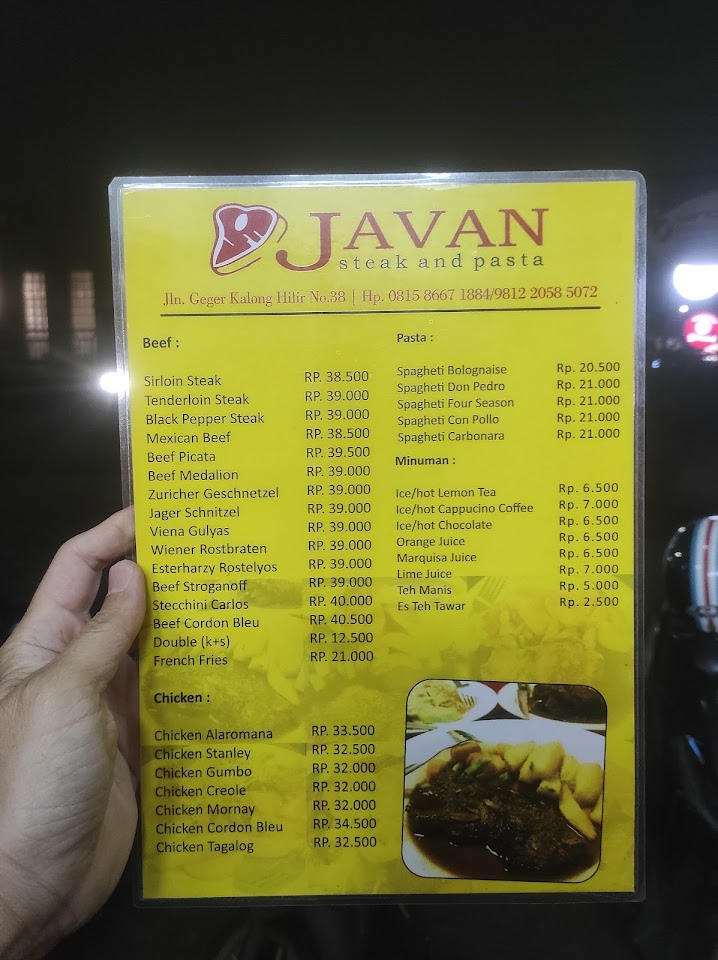 JAVAN
steak and pasta
Jln. Geger Kalong Hilir No.38 | Hp. 0815 8667 1884/9812 2058 5072
Beef :
Sirloin Steak RP. 38.500
Tenderloin Steak RP. 39.000
Black Pepper Steak RP. 39.000
Mexican Beef RP. 38.500
Beef Picata RP. 39.500
Beef Medalion RP. 39.000
Zuricher Geschnetzel RP. 39.000
Jager Schnitzel RP. 39.000
Viena Gulyas RP. 39.000
Wiener Rostbraten RP. 39.000
Esterharzy Rostelyos RP. 39.000
Beef Stroganoff RP. 39.000
Stecchini Carlos RP. 40.000
Beef Cordon Bleu RP. 40.500
Double (k+s) RP. 12.500
French Fries RP. 21.000
Chicken :
Chicken Alaromana RP. 33.500
Chicken Stanley RP. 32.500
Chicken Gumbo RP. 32.000
Chicken Creole RP. 32.000
Chicken Mornay RP. 32.000
Chicken Cordon Bleu RP. 34.500
Chicken Tagalog RP. 32.500
Pasta :
Spagheti Bolognaise Rp. 20.500
Spagheti Don Pedro Rp. 21.000
Spagheti Four Season Rp. 21.000
Spagheti Con Pollo Rp. 21.000
Spagheti Carbonara Rp. 21.000
Minuman :
Ice/hot Lemon Tea Rp. 6.500
Ice/hot Cappucino Coffee Rp. 7.000
Ice/hot Chocolate Rp. 6.500
Orange Juice Rp. 6.500
Marquisa Juice Rp. 6.500
Lime Juice Rp. 7.000
Teh Manis Rp. 5.000
Es Teh Tawar Rp. 2.500